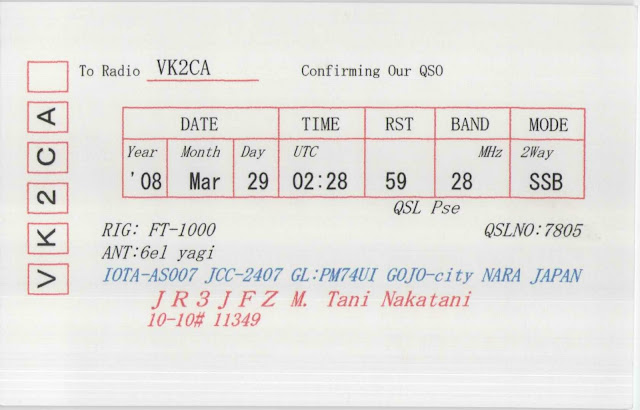 To Radio VK2CA Confirming Our QSO
VK2CA
DATE TIME RST BAND MODE
Year Month Day UTC MHz 2Way
'08 Mar 29 02:28 59 28 SSB
QSL Pse
RIG: FT-1000 QSLNO:7805
ANT:6el yagi
IOTA-AS007 JCC-2407 GL:PM74UI GOJO-city NARA JAPAN
JR3JFZ M. Tani Nakatani
10-10# 11349